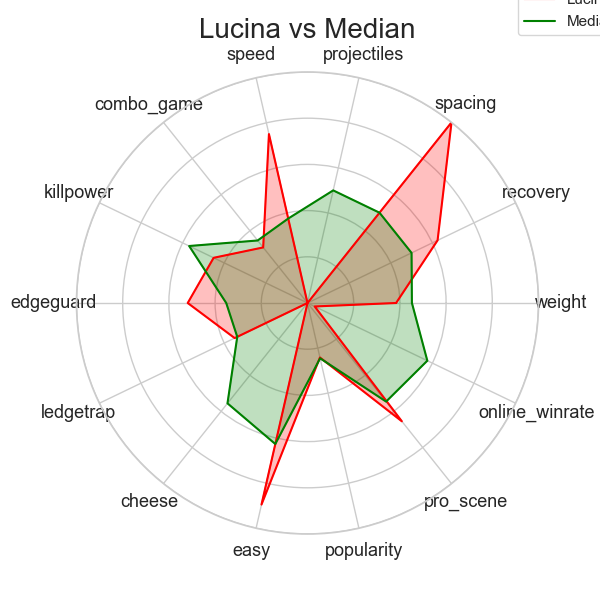 Lucina vs Median
speed
projectiles
combo_game
spacing
killpower
recovery
edgeguard
weight
ledgetrap
online_winrate
cheese
pro_scene
easy
popularity